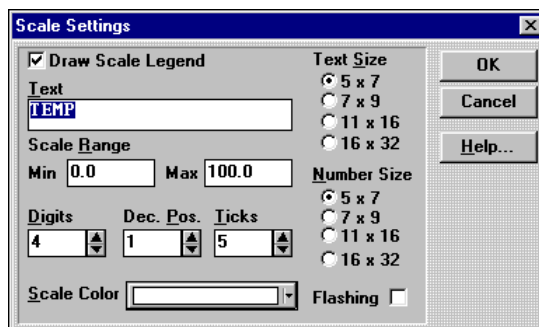 Scale Settings
Draw Scale Legend
Text
TEMP
Scale Range
Min 0.0 Max 100.0
Digits Dec. Pos. Ticks
4 1 5
Scale Color
Text Size
5 x 7
7 x 9
11 x 16
16 x 32
Number Size
5 x 7
7 x 9
11 x 16
16 x 32
Flashing
OK
Cancel
Help...